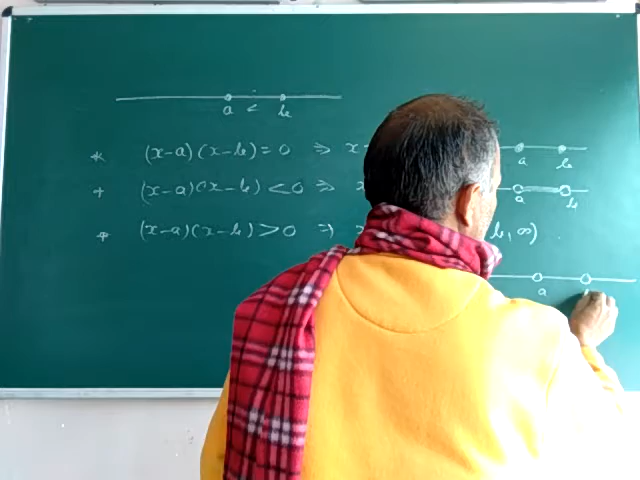 a < b
* (x-a)(x-b) = 0 ⇒ x = a b
+ (x-a)(x-b) < 0 ⇒ x a b
* (x-a)(x-b) > 0 ⇒ x b, ∞)
a